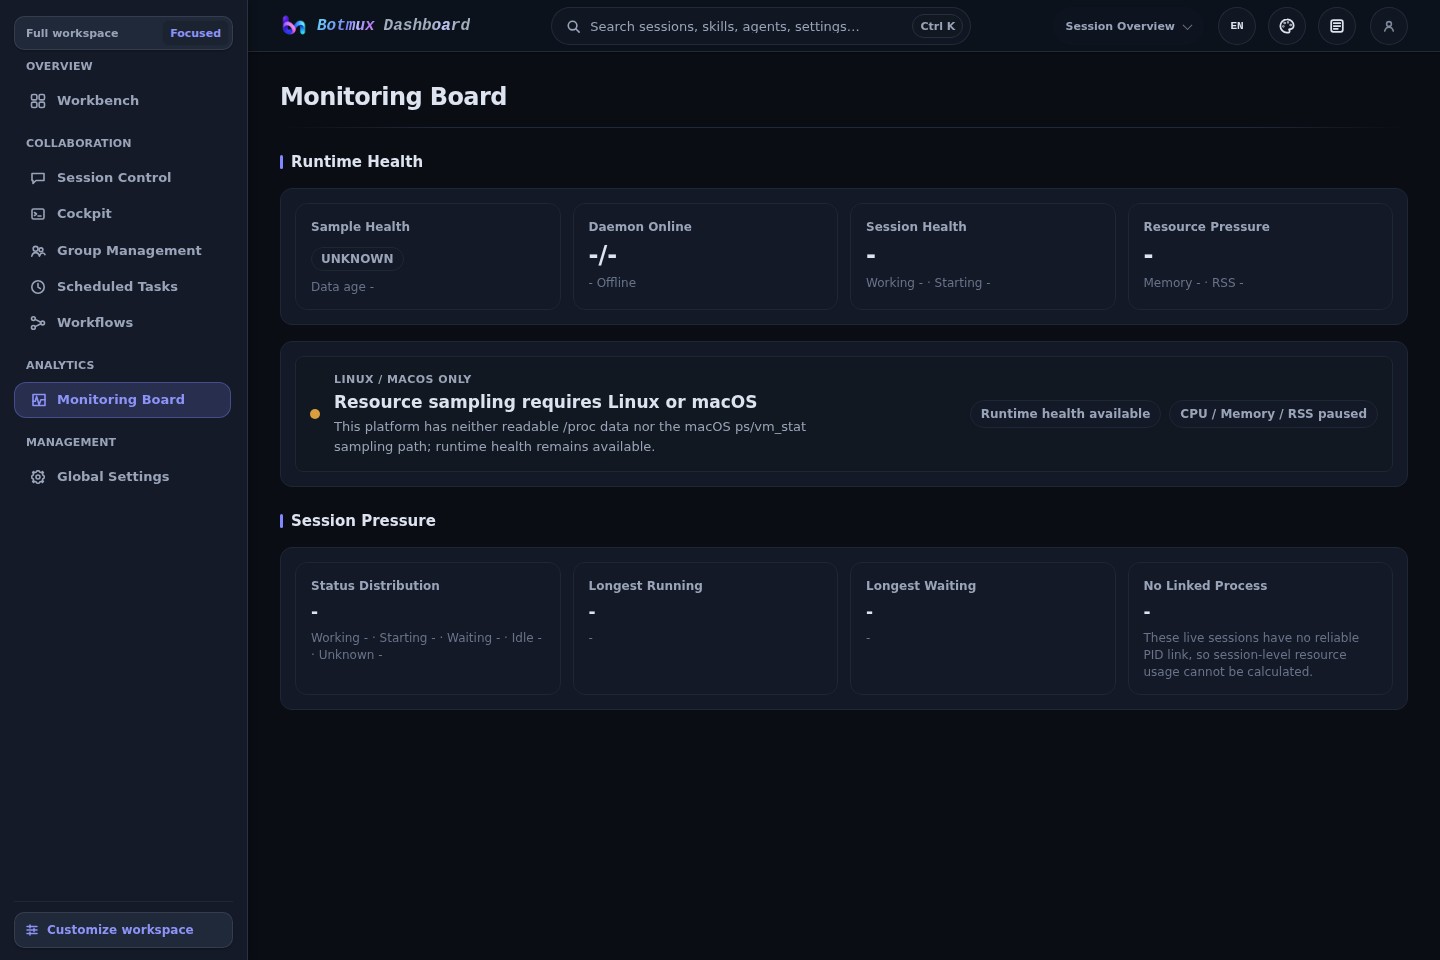 Full workspace
Focused
OVERVIEW
Workbench
COLLABORATION
Session Control
Cockpit
Group Management
Scheduled Tasks
Workflows
ANALYTICS
Monitoring Board
MANAGEMENT
Global Settings
Customize workspace
Botmux Dashboard
Search sessions, skills, agents, settings...
Ctrl K
Session Overview
EN
Monitoring Board
Runtime Health
Sample Health
UNKNOWN
Data age -
Daemon Online
-/-
- Offline
Session Health
-
Working - · Starting -
Resource Pressure
-
Memory - · RSS -
LINUX / MACOS ONLY
Resource sampling requires Linux or macOS
This platform has neither readable /proc data nor the macOS ps/vm_stat
sampling path; runtime health remains available.
Runtime health available
CPU / Memory / RSS paused
Session Pressure
Status Distribution
-
Working - · Starting - · Waiting - · Idle -
· Unknown -
Longest Running
-
-
Longest Waiting
-
-
No Linked Process
-
These live sessions have no reliable
PID link, so session-level resource
usage cannot be calculated.